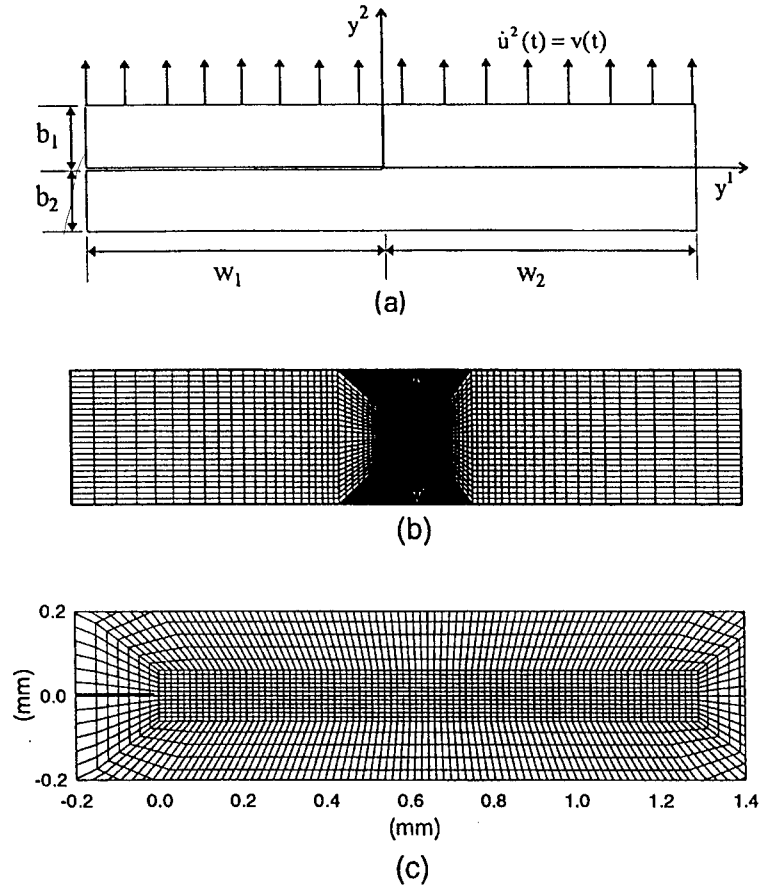 y²
u̇²(t) = v(t)
b₁
b₂
y¹
w₁
w₂
(a)
(b)
0.2
0.0
-0.2
(mm)
-0.2 0.0 0.2 0.4 0.6 0.8 1.0 1.2 1.4
(mm)
(c)